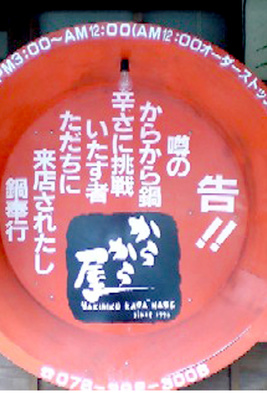 PM3:00〜AM12:00(AM12:00オーダーストップ
告!!
噂の
からから鍋
辛さに挑戦
いたす者
ただちに
来店されたし
鍋奉行
からから屋
KARA NABE
since 1996